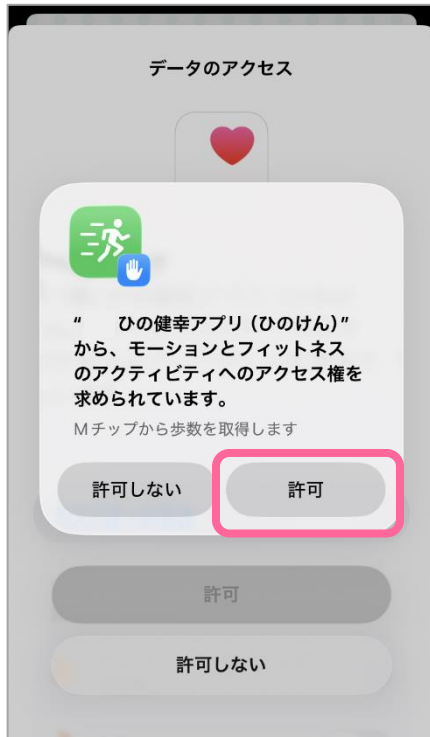 データのアクセス
“ ひの健幸アプリ（ひのけん）”
から、モーションとフィットネス
のアクティビティへのアクセス権を
求められています。
Mチップから歩数を取得します
許可しない 許可
許可
許可しない